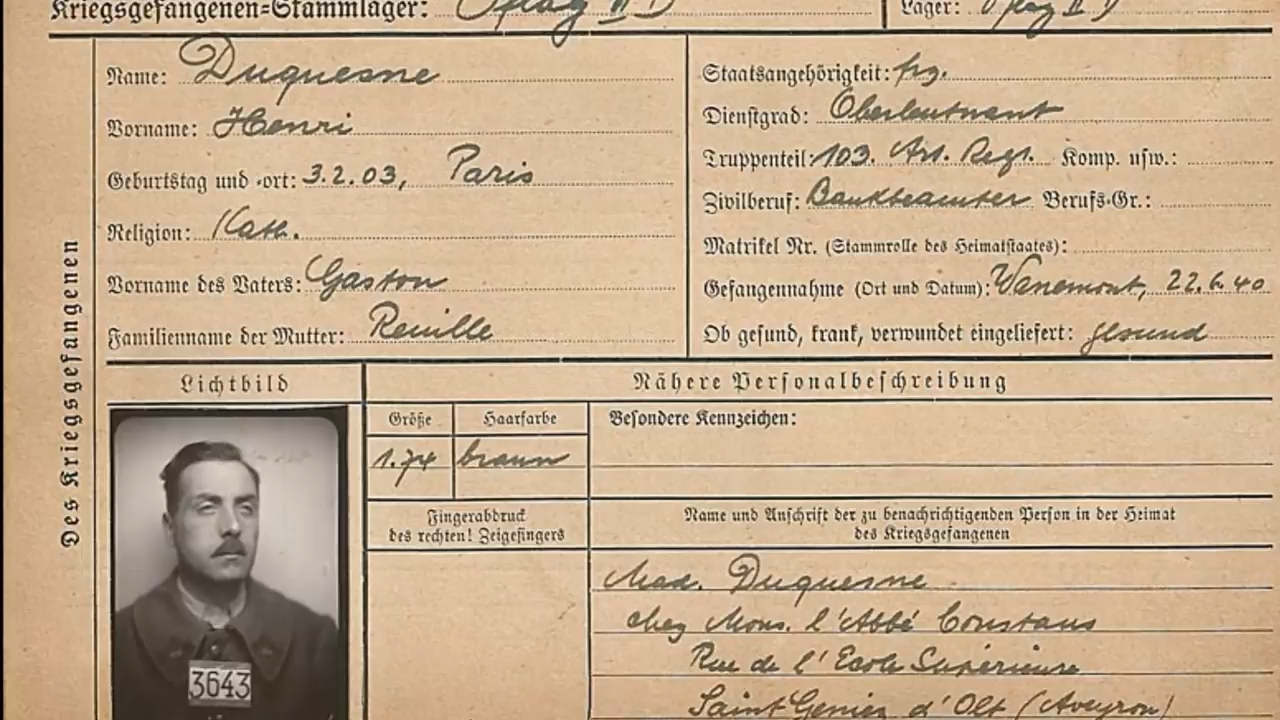 Kriegsgefangenen-Stammlager: Oflag II D
Lager: Oflag II D
Des Kriegsgefangenen
Name: Duquesne
Vorname: Henri
Geburtstag und -ort: 3.2.03, Paris
Religion: Kath.
Vorname des Vaters: Gaston
Familienname der Mutter: Reuille
Staatsangehörigkeit: frz.
Dienstgrad: Oberleutnant
Truppenteil: 103. Art. Regt. Komp. usw.:
Zivilberuf: Bankbeamter Berufs-Gr.:
Matrikel Nr. (Stammrolle des Heimatstaates):
Gefangennahme (Ort und Datum): Vanemont, 22.6.40
Ob gesund, krank, verwundet eingeliefert: gesund
Lichtbild
3643
Nähere Personalbeschreibung
Größe Haarfarbe Besondere Kennzeichen:
1.74 braun
Fingerabdruck
des rechten! Zeigefingers
Name und Anschrift der zu benachrichtigenden Person in der Heimat
des Kriegsgefangenen
Mad. Duquesne
chez Mons. l'Abbé Constans
Rue de l'Ecole Supérieure
Saint Geniez d'Olt (Aveyron)